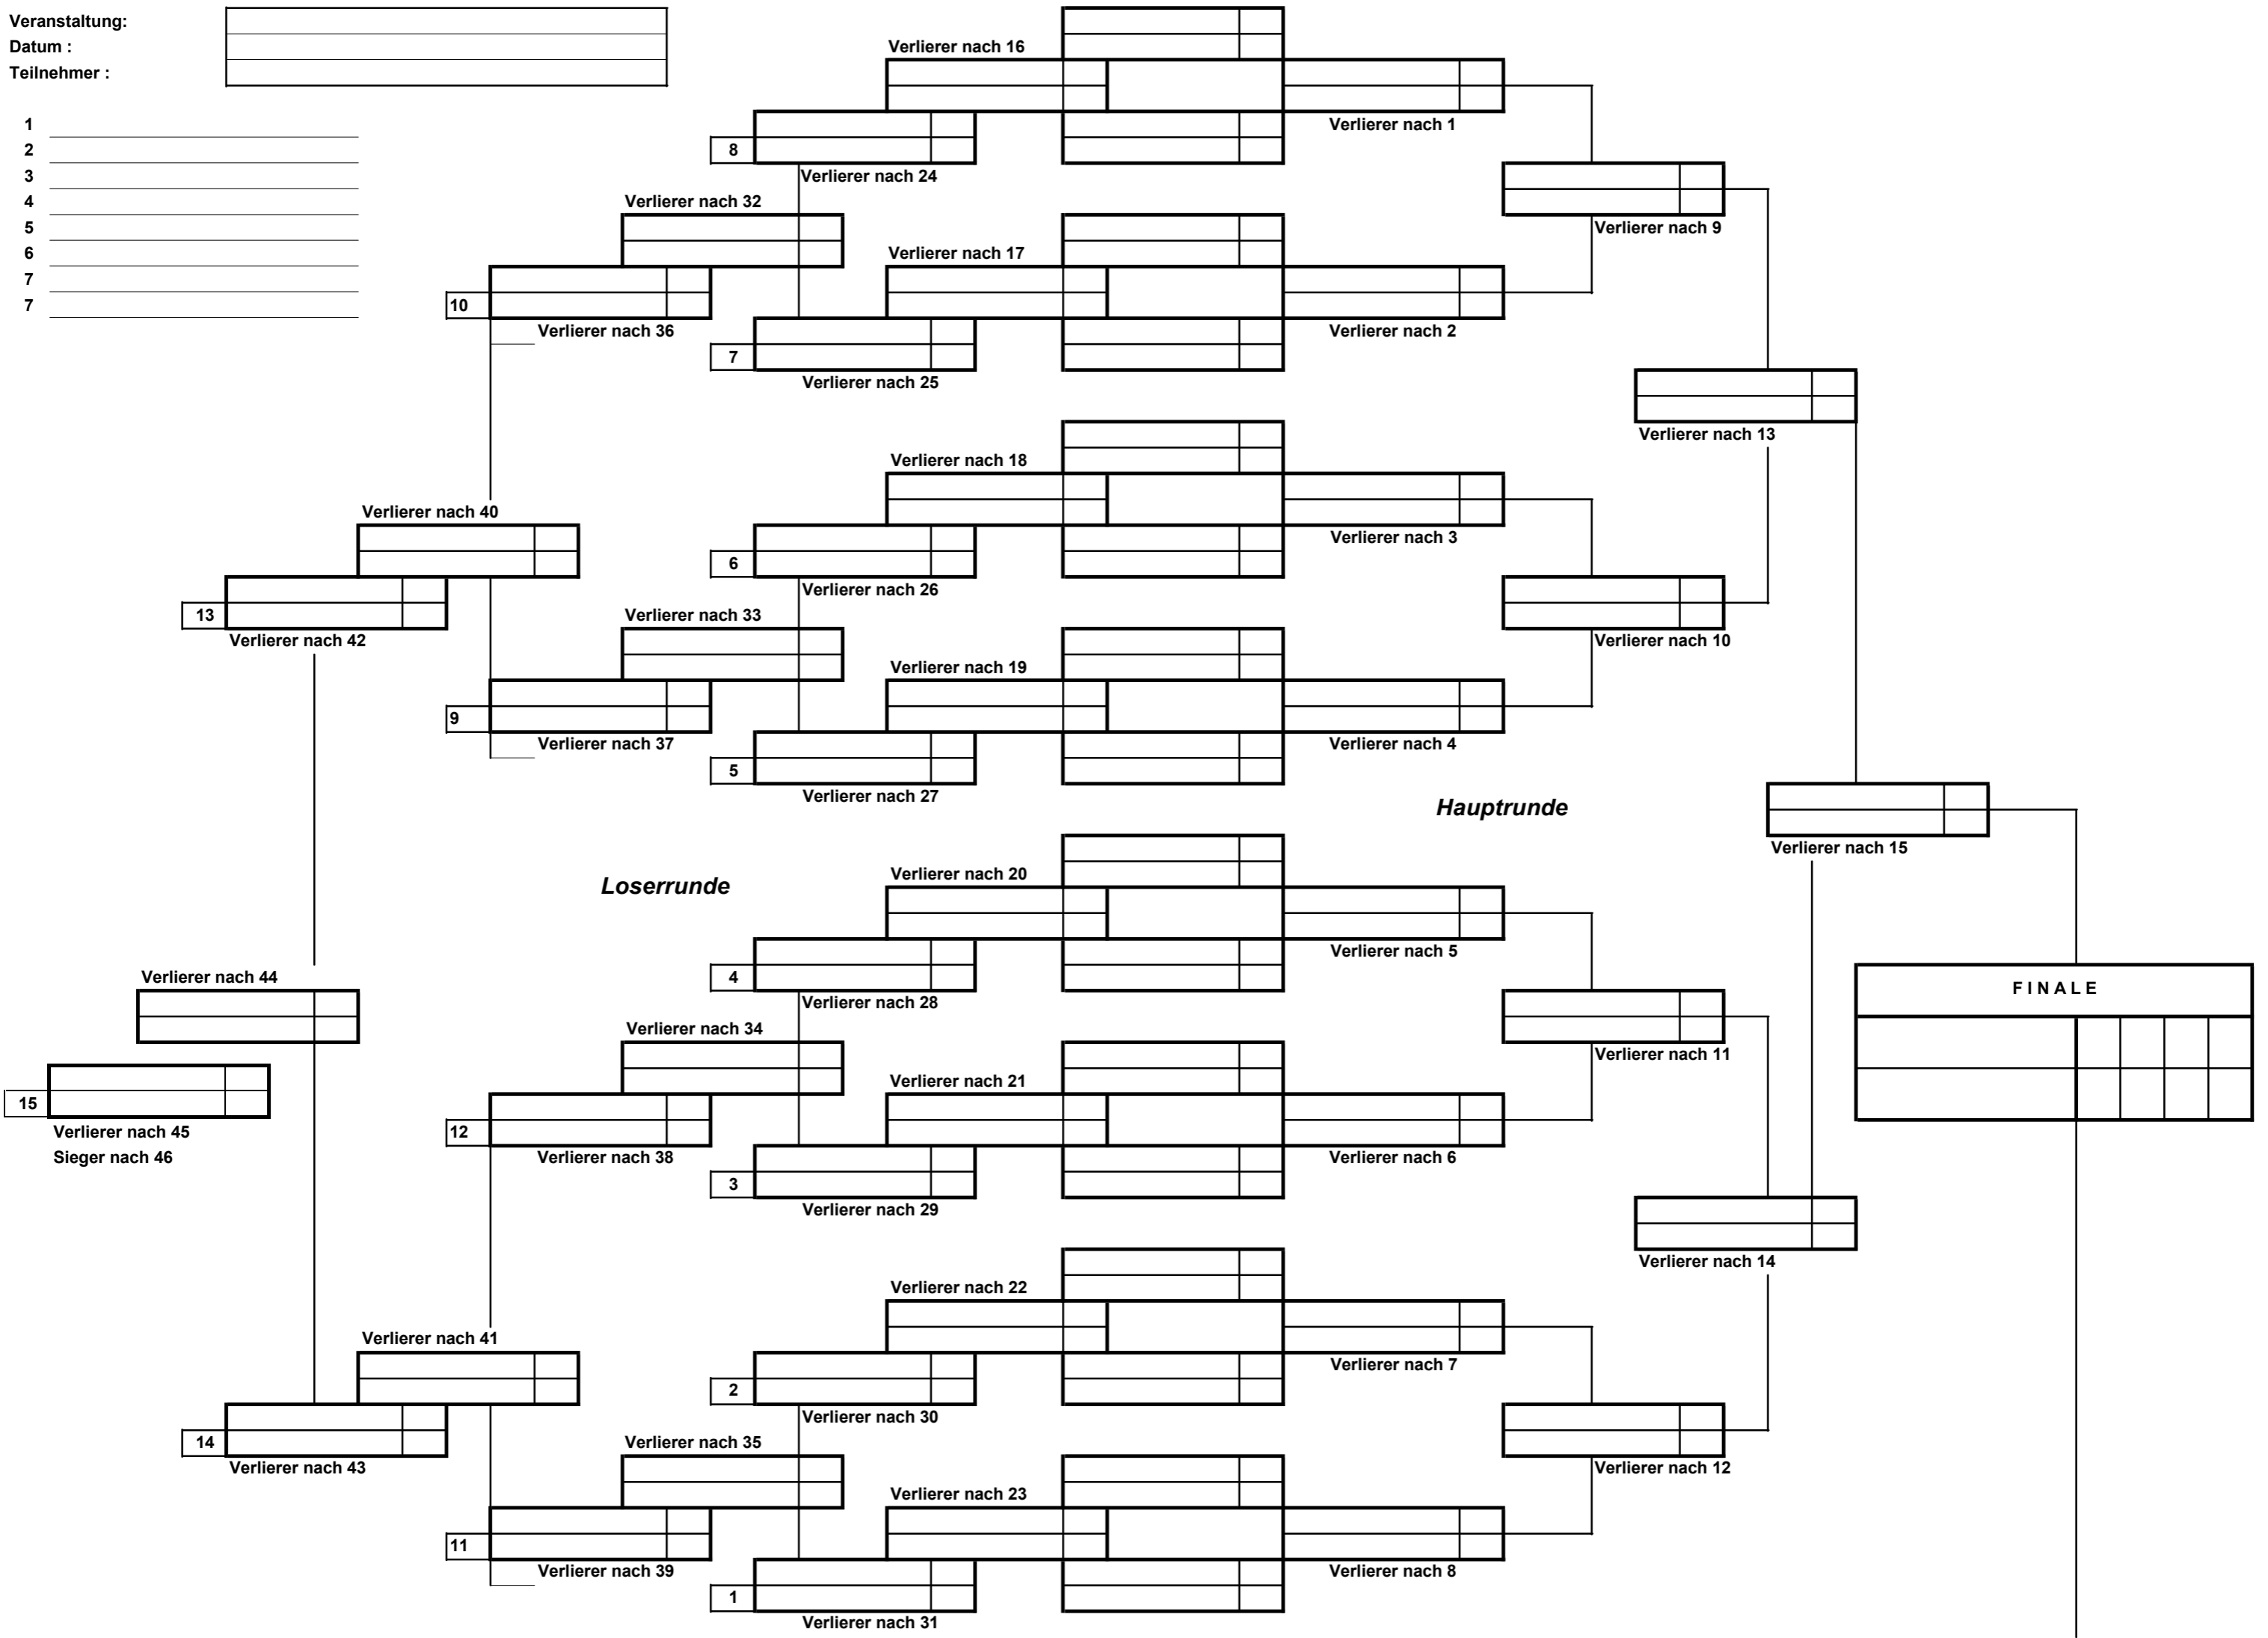 Veranstaltung:
Datum :
Teilnehmer :
1
2
3
4
5
6
7
7
Verlierer nach 16
Verlierer nach 1
8
Verlierer nach 24
Verlierer nach 32
Verlierer nach 9
Verlierer nach 17
10
Verlierer nach 36
Verlierer nach 2
7
Verlierer nach 25
Verlierer nach 13
Verlierer nach 18
Verlierer nach 40
Verlierer nach 3
6
Verlierer nach 26
13
Verlierer nach 33
Verlierer nach 42
Verlierer nach 10
Verlierer nach 19
9
Verlierer nach 37
Verlierer nach 4
5
Verlierer nach 27
Hauptrunde
Verlierer nach 15
Verlierer nach 20
Loserrunde
Verlierer nach 5
Verlierer nach 44
4
FINALE
Verlierer nach 28
Verlierer nach 34
Verlierer nach 11
Verlierer nach 21
15
Verlierer nach 45
12
Sieger nach 46
Verlierer nach 38
Verlierer nach 6
3
Verlierer nach 29
Verlierer nach 14
Verlierer nach 22
Verlierer nach 41
Verlierer nach 7
2
Verlierer nach 30
14
Verlierer nach 35
Verlierer nach 43
Verlierer nach 12
Verlierer nach 23
11
Verlierer nach 39
Verlierer nach 8
1
Verlierer nach 31